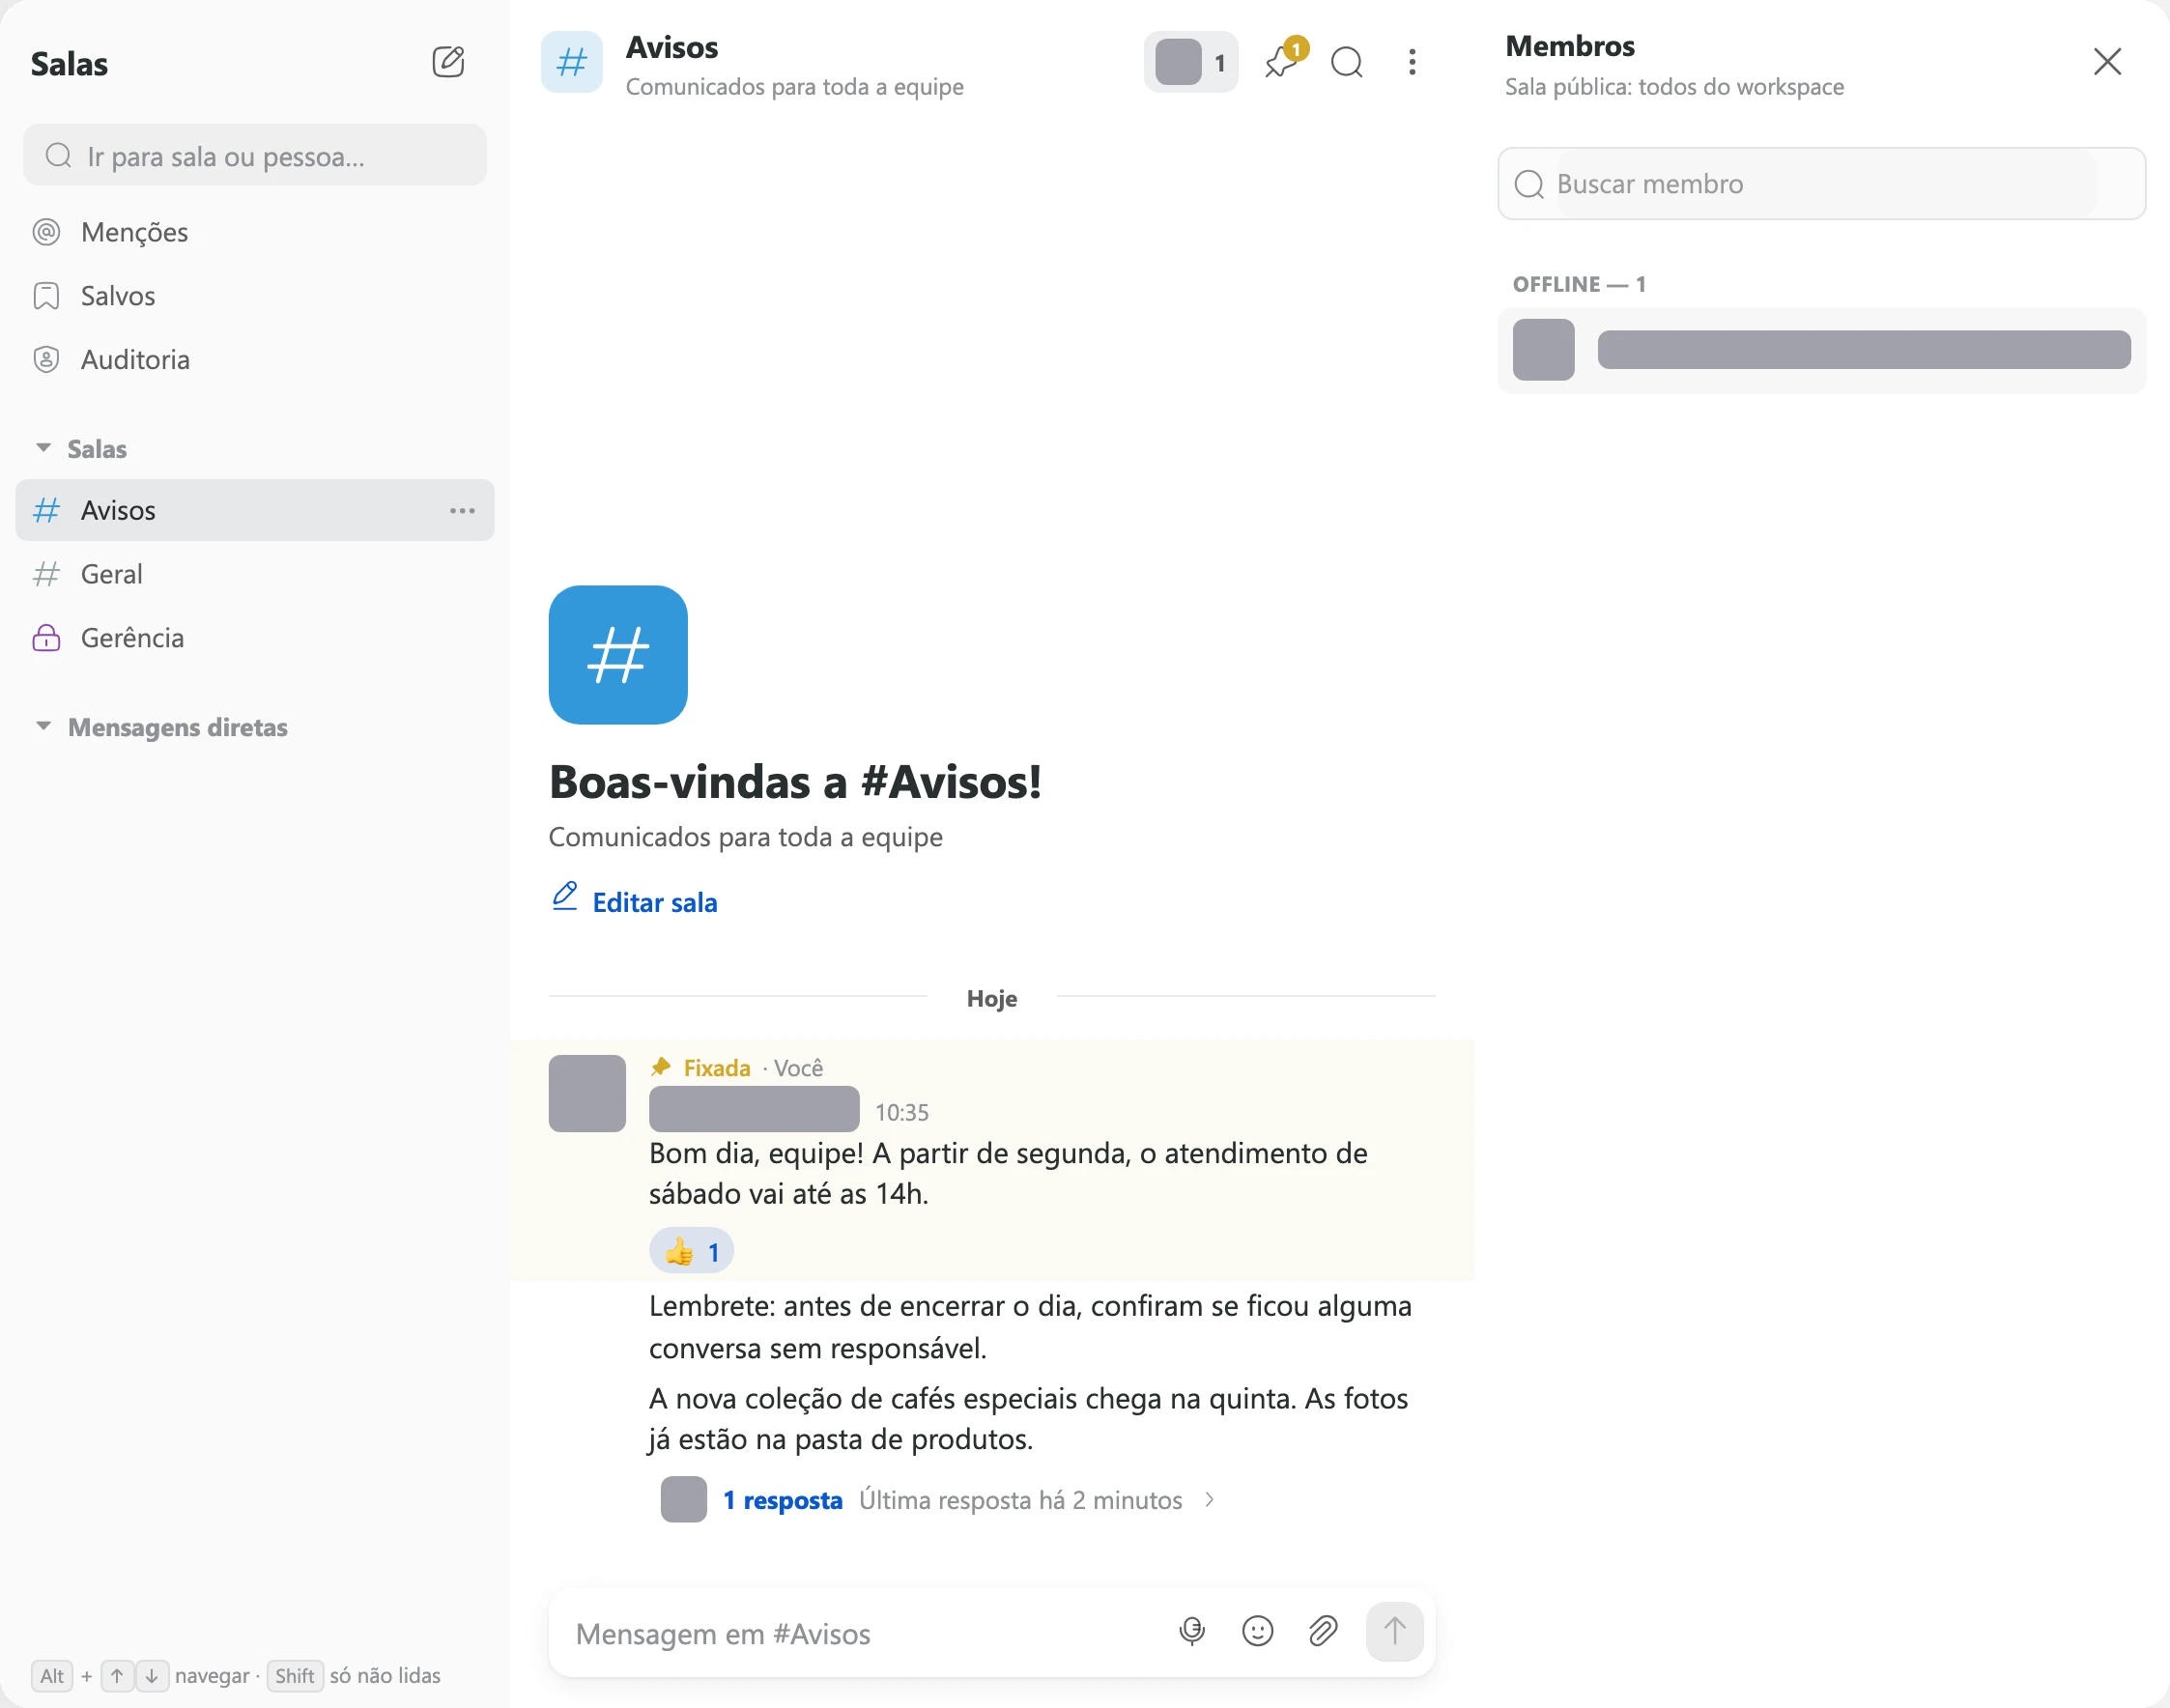 Salas
Ir para sala ou pessoa...
Menções
Salvos
Auditoria
Salas
Avisos
Geral
Gerência
Mensagens diretas
Alt + ↑ ↓ navegar · Shift só não lidas
Avisos
Comunicados para toda a equipe
1
1
Boas-vindas a #Avisos!
Comunicados para toda a equipe
Editar sala
Hoje
Fixada · Você
10:35
Bom dia, equipe! A partir de segunda, o atendimento de
sábado vai até as 14h.
👍 1
Lembrete: antes de encerrar o dia, confiram se ficou alguma
conversa sem responsável.
A nova coleção de cafés especiais chega na quinta. As fotos
já estão na pasta de produtos.
1 resposta Última resposta há 2 minutos
Mensagem em #Avisos
Membros
Sala pública: todos do workspace
Buscar membro
OFFLINE — 1